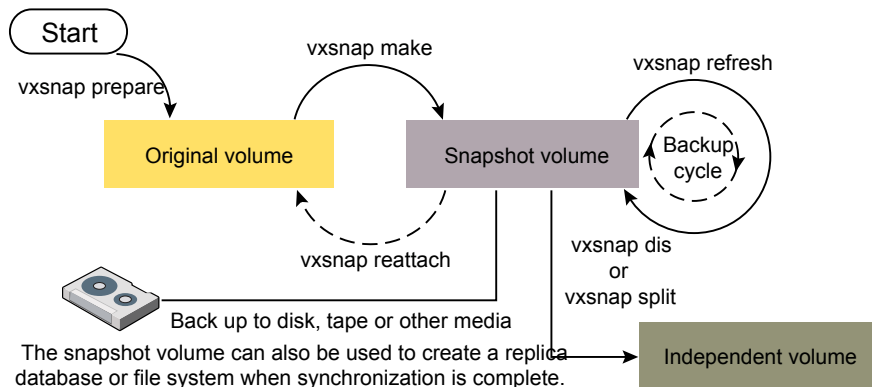 Start
vxsnap prepare
vxsnap make
vxsnap refresh
Original volume
Snapshot volume
Backup
cycle
vxsnap reattach
vxsnap dis
or
vxsnap split
Back up to disk, tape or other media
The snapshot volume can also be used to create a replica
database or file system when synchronization is complete.
Independent volume